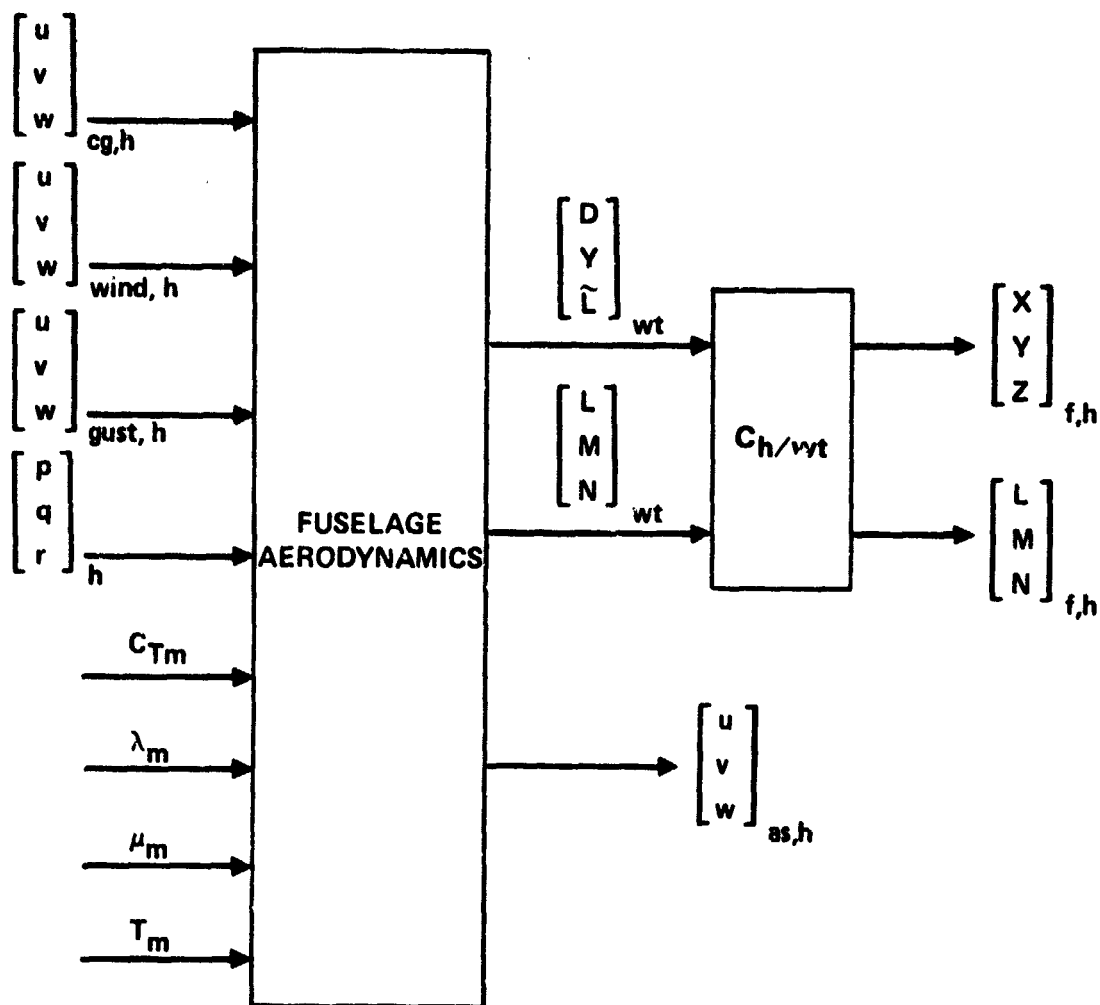 u
v
w
cg,h
u
v
w
wind, h
u
v
w
gust, h
p
q
r
h
C_Tm
λ_m
μ_m
T_m
FUSELAGE
AERODYNAMICS
D
Y
L̃
wt
L
M
N
wt
C_h/wt
X
Y
Z
f,h
L
M
N
f,h
u
v
w
as,h